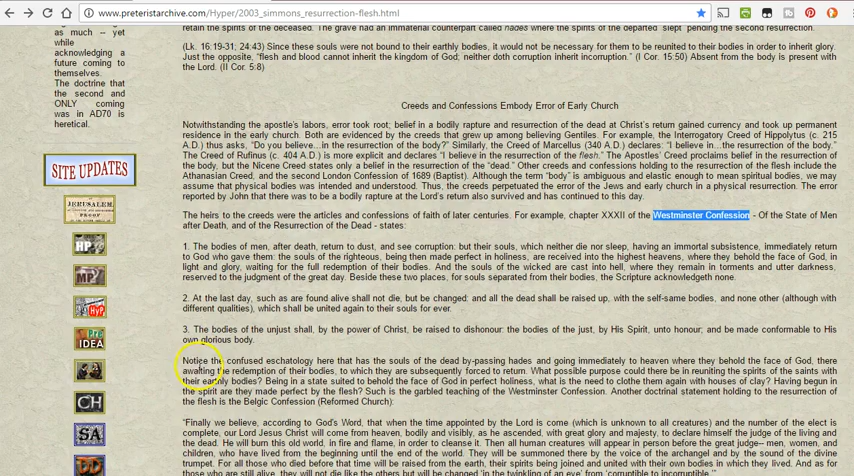 www.preteristarchive.com/Hyper/2003_simmons_resurrection-flesh.html
as much -- yet
while
acknowledging a
future coming to
themselves.
The doctrine that
the second and
ONLY coming
was in AD70 is
heretical.
SITE UPDATES
JERUSALEM
HP
MP
HYP
Pret
IDEA
CH
SA
DD
retain the spirits of the deceased. The grave had an immaterial counterpart called hades where the spirits of the departed "slept" pending the second resurrection.
(Lk. 16:19-31; 24:43) Since these souls were not bound to their earthly bodies, it would not be necessary for them to be reunited to their bodies in order to inherit glory.
Just the opposite, "flesh and blood cannot inherit the kingdom of God; neither doth corruption inherit incorruption." (I Cor. 15:50) Absent from the body is present with
the Lord. (II Cor. 5:8)
Creeds and Confessions Embody Error of Early Church
Notwithstanding the apostle's labors, error took root; belief in a bodily rapture and resurrection of the dead at Christ's return gained currency and took up permanent
residence in the early church. Both are evidenced by the creeds that grew up among believing Gentiles. For example, the Interrogatory Creed of Hippolytus (c. 215
A.D.) thus asks, "Do you believe…in the resurrection of the body?" Similarly, the Creed of Marcellus (340 A.D.) declares: "I believe in…the resurrection of the body."
The Creed of Rufinus (c. 404 A.D.) is more explicit and declares "I believe in the resurrection of the flesh." The Apostles' Creed proclaims belief in the resurrection of
the body, but the Nicene Creed states only a belief in the resurrection of the "dead." Other creeds and confessions holding to the resurrection of the flesh include the
Athanasian Creed, and the second London Confession of 1689 (Baptist). Although the term "body" is ambiguous and elastic enough to mean spiritual bodies, we may
assume that physical bodies was intended and understood. Thus, the creeds perpetuated the error of the Jews and early church in a physical resurrection. The error
reported by John that there was to be a bodily rapture at the Lord's return also survived and has continued to this day.
The heirs to the creeds were the articles and confessions of faith of later centuries. For example, chapter XXXII of the Westminster Confession - Of the State of Men
after Death, and of the Resurrection of the Dead - states:
1. The bodies of men, after death, return to dust, and see corruption: but their souls, which neither die nor sleep, having an immortal subsistence, immediately return
to God who gave them: the souls of the righteous, being then made perfect in holiness, are received into the highest heavens, where they behold the face of God, in
light and glory, waiting for the full redemption of their bodies. And the souls of the wicked are cast into hell, where they remain in torments and utter darkness,
reserved to the judgment of the great day. Beside these two places, for souls separated from their bodies, the Scripture acknowledgeth none.
2. At the last day, such as are found alive shall not die, but be changed: and all the dead shall be raised up, with the self-same bodies, and none other (although with
different qualities), which shall be united again to their souls for ever.
3. The bodies of the unjust shall, by the power of Christ, be raised to dishonour: the bodies of the just, by His Spirit, unto honour; and be made conformable to His
own glorious body.
Notice the confused eschatology here that has the souls of the dead by-passing hades and going immediately to heaven where they behold the face of God, there
awaiting the redemption of their bodies, to which they are subsequently forced to return. What possible purpose could there be in reuniting the spirits of the saints with
their earthly bodies? Being in a state suited to behold the face of God in perfect holiness, what is the need to clothe them again with houses of clay? Having begun in
the spirit are they made perfect by the flesh? Such is the garbled teaching of the Westminster Confession. Another doctrinal statement holding to the resurrection of
the flesh is the Belgic Confession (Reformed Church):
"Finally we believe, according to God's Word, that when the time appointed by the Lord is come (which is unknown to all creatures) and the number of the elect is
complete, our Lord Jesus Christ will come from heaven, bodily and visibly, as he ascended, with great glory and majesty, to declare himself the judge of the living and
the dead. He will burn this old world, in fire and flame, in order to cleanse it. Then all human creatures will appear in person before the great judge-- men, women, and
children, who have lived from the beginning until the end of the world. They will be summoned there by the voice of the archangel and by the sound of the divine
trumpet. For all those who died before that time will be raised from the earth, their spirits being joined and united with their own bodies in which they lived. And as for
those who are still alive, they will not die like the others but will be changed 'in the twinkling of an eye' from 'corruptible to incorruptible.'"